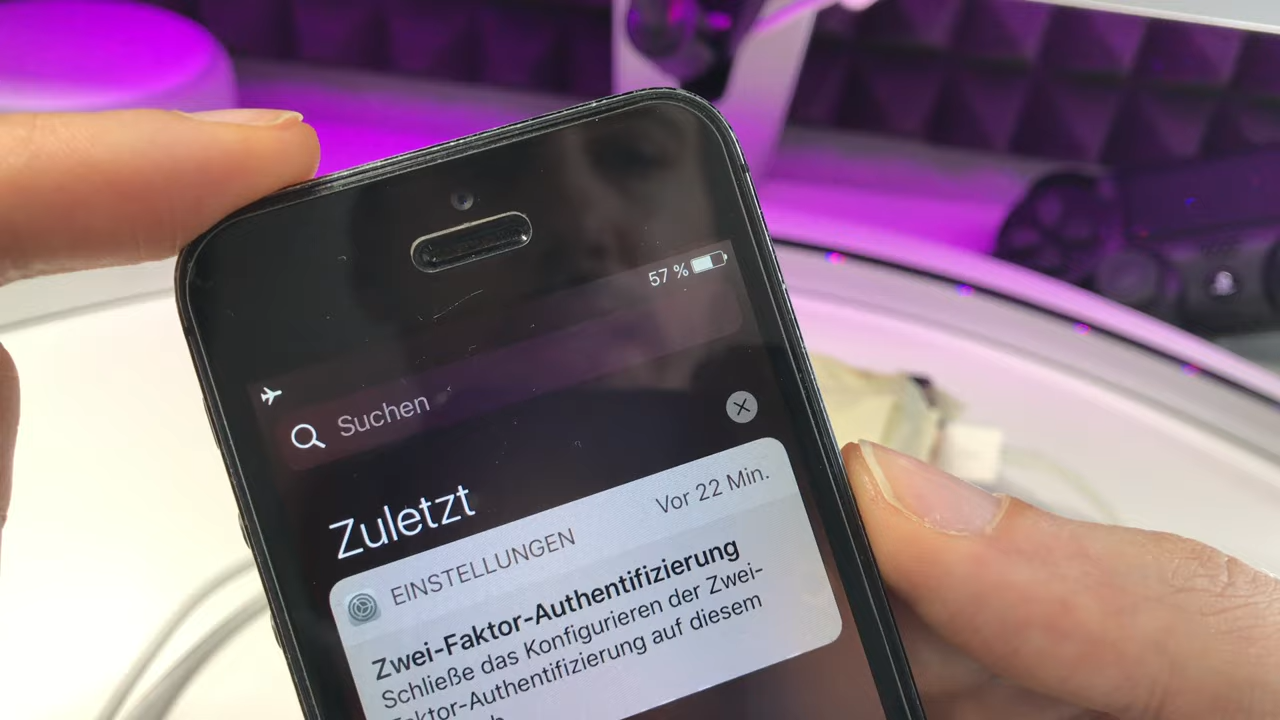 57 %
Suchen
Zuletzt
EINSTELLUNGEN
Vor 22 Min.
Zwei-Faktor-Authentifizierung
Schließe das Konfigurieren der Zwei-
Faktor-Authentifizierung auf diesem